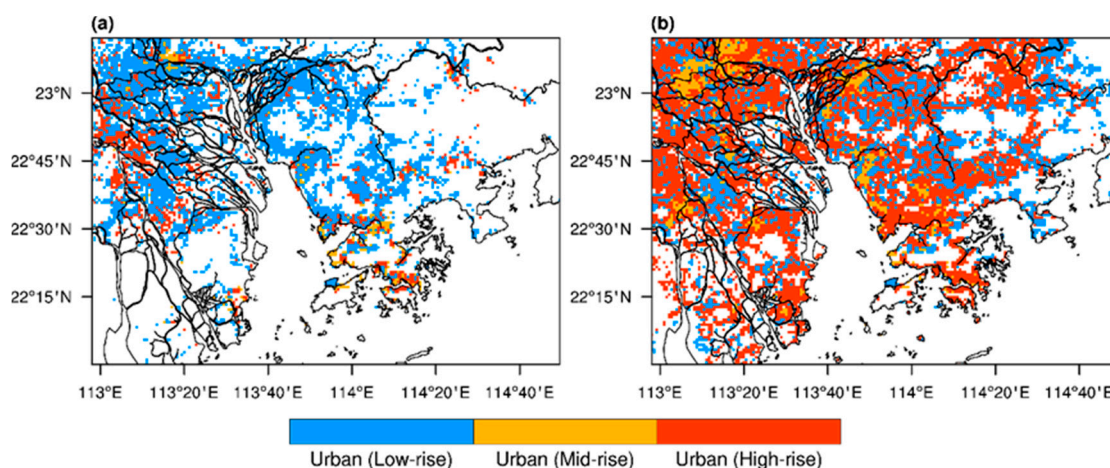 (a)
(b)
23°N
22°45'N
22°30'N
22°15'N
23°N
22°45'N
22°30'N
22°15'N
113°E 113°20'E 113°40'E 114°E 114°20'E 114°40'E
113°E 113°20'E 113°40'E 114°E 114°20'E 114°40'E
Urban (Low-rise) Urban (Mid-rise) Urban (High-rise)